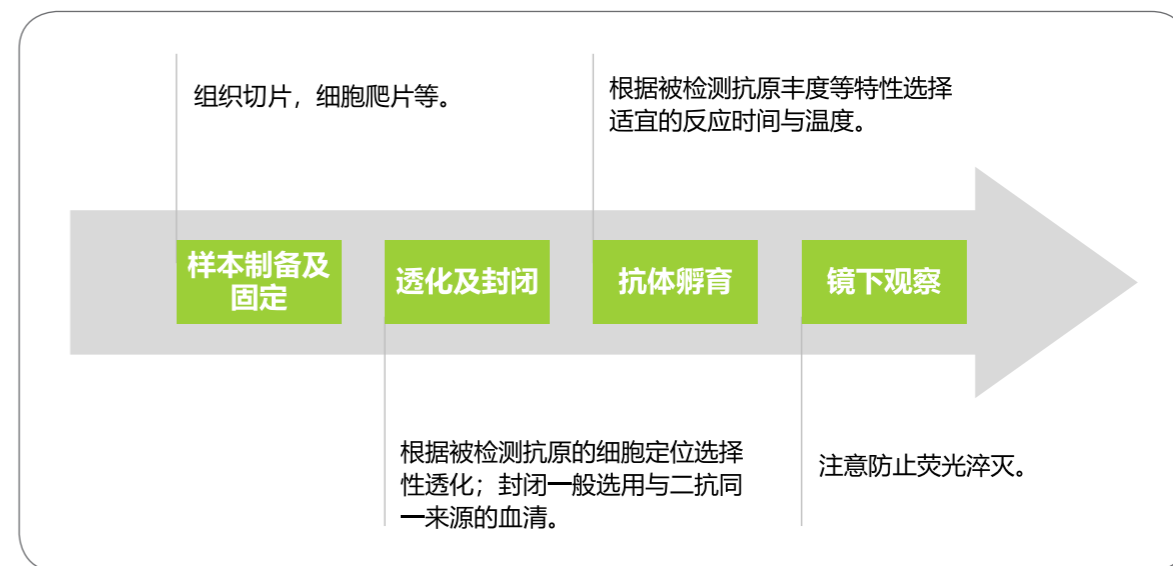 组织切片，细胞爬片等。
根据被检测抗原丰度等特性选择
适宜的反应时间与温度。
样本制备及
固定
透化及封闭
抗体孵育
镜下观察
根据被检测抗原的细胞定位选择
性透化；封闭一般选用与二抗同
一来源的血清。
注意防止荧光淬灭。